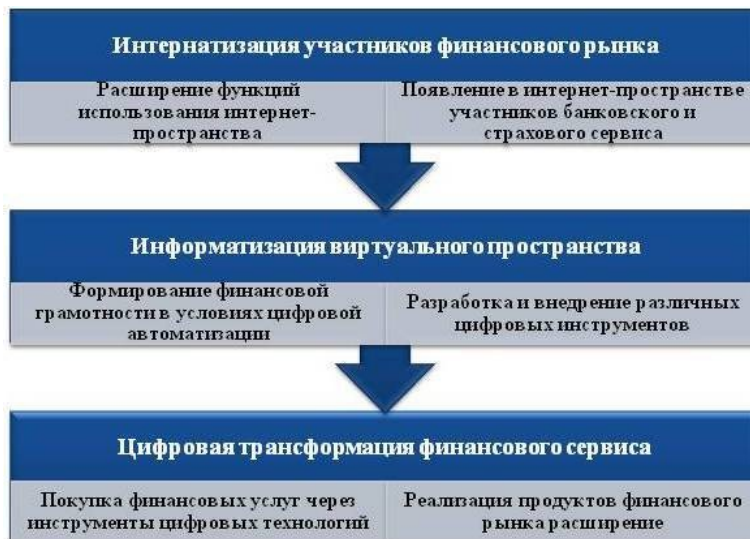 Интернатизация участников финансового рынка
Расширение функций
использования интернет-
пространства
Появление в интернет-пространстве
участников банковского и
страхового сервиса
Информатизация виртуального пространства
Формирование финансовой
грамотности в условиях цифровой
автоматизации
Разработка и внедрение различных
цифровых инструментов
Цифровая трансформация финансового сервиса
Покупка финансовых услуг через
инструменты цифровых технологий
Реализация продуктов финансового
рынка расширение